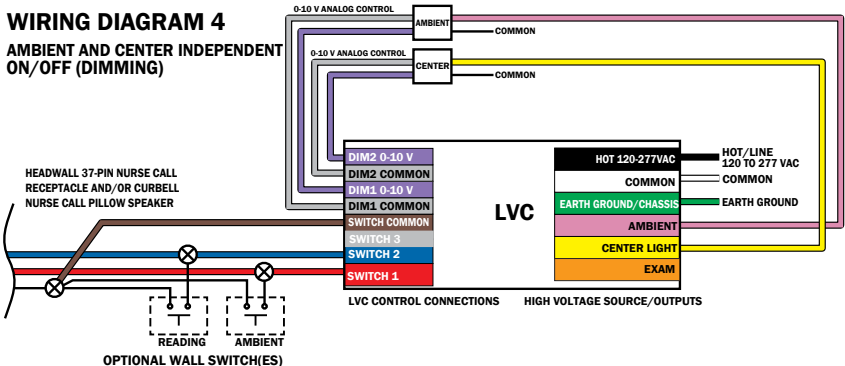 WIRING DIAGRAM 4
AMBIENT AND CENTER INDEPENDENT
ON/OFF (DIMMING)
0-10 V ANALOG CONTROL
AMBIENT
COMMON
0-10 V ANALOG CONTROL
CENTER
COMMON
HEADWALL 37-PIN NURSE CALL
RECEPTACLE AND/OR CURBELL
NURSE CALL PILLOW SPEAKER
DIM2 0-10 V
DIM2 COMMON
DIM1 0-10 V
DIM1 COMMON
SWITCH COMMON
SWITCH 3
SWITCH 2
SWITCH 1
LVC
HOT 120-277VAC
COMMON
EARTH GROUND/CHASSIS
AMBIENT
CENTER LIGHT
EXAM
HOT/LINE
120 TO 277 VAC
COMMON
EARTH GROUND
LVC CONTROL CONNECTIONS
HIGH VOLTAGE SOURCE/OUTPUTS
READING
AMBIENT
OPTIONAL WALL SWITCH(ES)